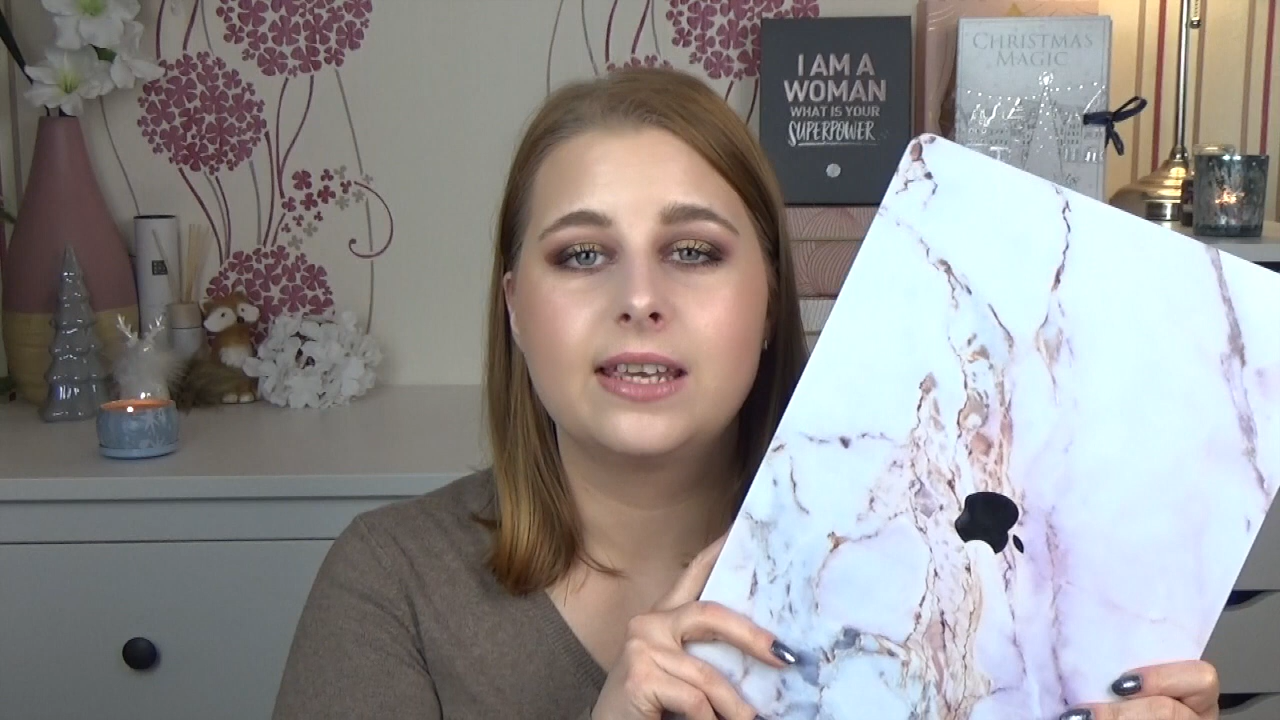 I AM A
WOMAN
WHAT IS YOUR
SUPERPOWER
CHRISTMAS
MAGIC